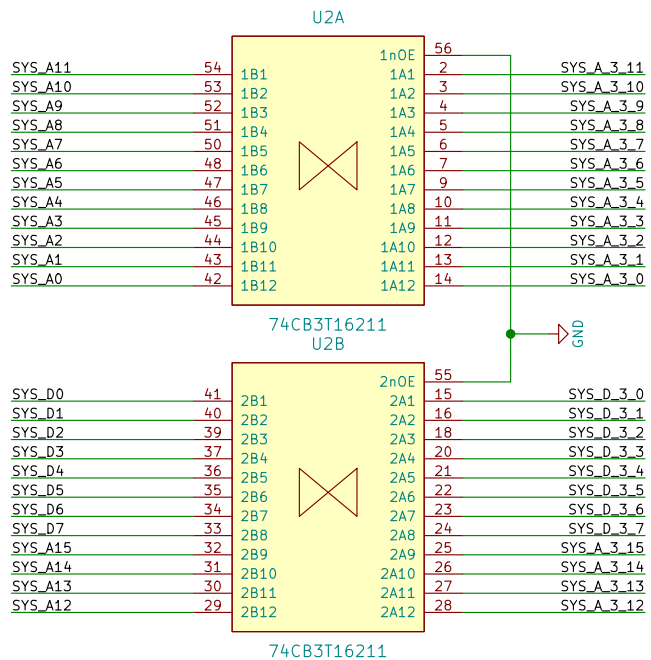 U2A
1nOE 56
SYS_A11 54 1B1 1A1 2 SYS_A_3_11
SYS_A10 53 1B2 1A2 3 SYS_A_3_10
SYS_A9 52 1B3 1A3 4 SYS_A_3_9
SYS_A8 51 1B4 1A4 5 SYS_A_3_8
SYS_A7 50 1B5 1A5 6 SYS_A_3_7
SYS_A6 48 1B6 1A6 7 SYS_A_3_6
SYS_A5 47 1B7 1A7 9 SYS_A_3_5
SYS_A4 46 1B8 1A8 10 SYS_A_3_4
SYS_A3 45 1B9 1A9 11 SYS_A_3_3
SYS_A2 44 1B10 1A10 12 SYS_A_3_2
SYS_A1 43 1B11 1A11 13 SYS_A_3_1
SYS_A0 42 1B12 1A12 14 SYS_A_3_0
74CB3T16211
GND
U2B
2nOE 55
SYS_D0 41 2B1 2A1 15 SYS_D_3_0
SYS_D1 40 2B2 2A2 16 SYS_D_3_1
SYS_D2 39 2B3 2A3 18 SYS_D_3_2
SYS_D3 37 2B4 2A4 20 SYS_D_3_3
SYS_D4 36 2B5 2A5 21 SYS_D_3_4
SYS_D5 35 2B6 2A6 22 SYS_D_3_5
SYS_D6 34 2B7 2A7 23 SYS_D_3_6
SYS_D7 33 2B8 2A8 24 SYS_D_3_7
SYS_A15 32 2B9 2A9 25 SYS_A_3_15
SYS_A14 31 2B10 2A10 26 SYS_A_3_14
SYS_A13 30 2B11 2A11 27 SYS_A_3_13
SYS_A12 29 2B12 2A12 28 SYS_A_3_12
74CB3T16211